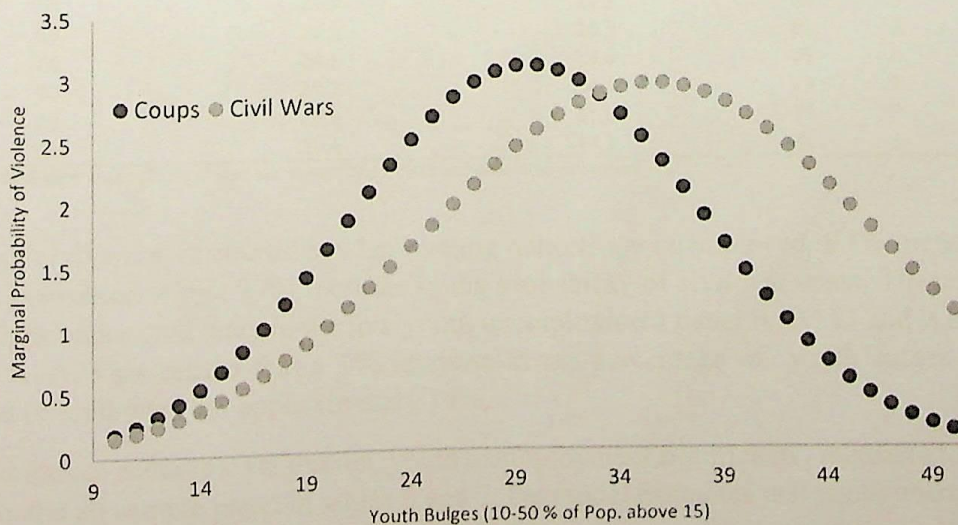 3.5
3
2.5
2
1.5
1
0.5
0
Marginal Probability of Violence
Coups Civil Wars
9 14 19 24 29 34 39 44 49
Youth Bulges (10-50 % of Pop. above 15)